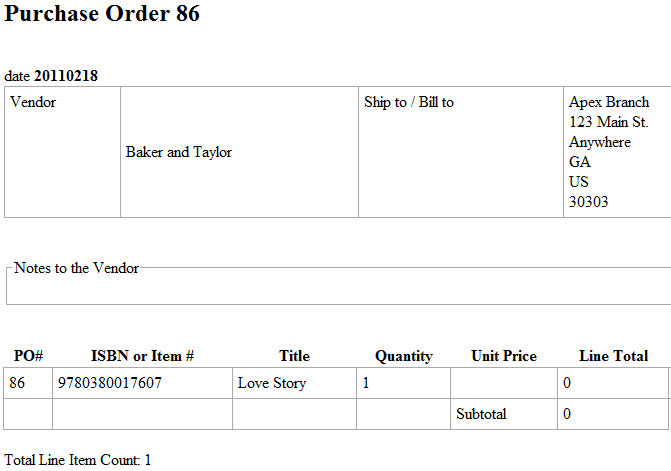 Purchase Order 86
date 20110218
Vendor
Baker and Taylor
Ship to / Bill to
Apex Branch
123 Main St.
Anywhere
GA
US
30303
Notes to the Vendor
PO# ISBN or Item # Title Quantity Unit Price Line Total
86 9780380017607 Love Story 1 0
Subtotal 0
Total Line Item Count: 1